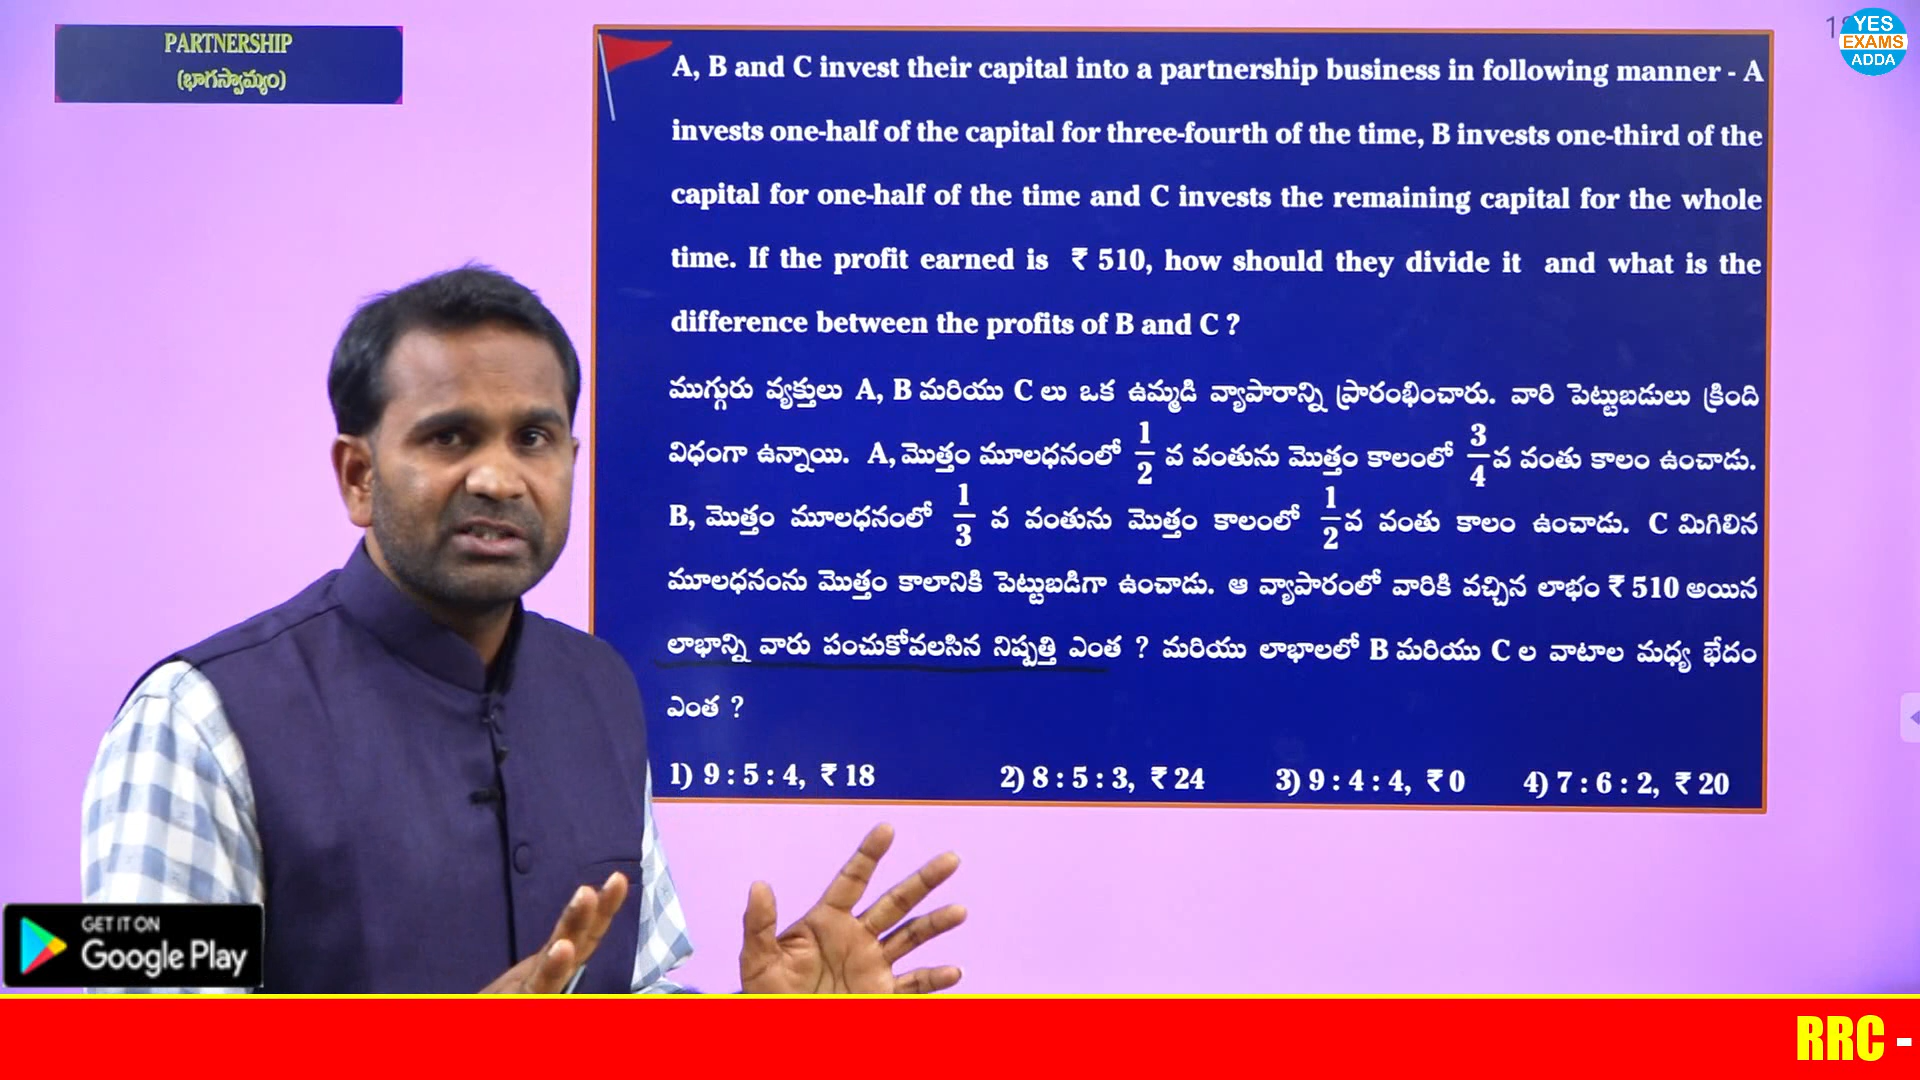 PARTNERSHIP
(భాగస్వామ్యం)
YES
EXAMS
ADDA
A, B and C invest their capital into a partnership business in following manner - A
invests one-half of the capital for three-fourth of the time, B invests one-third of the
capital for one-half of the time and C invests the remaining capital for the whole
time. If the profit earned is ₹ 510, how should they divide it and what is the
difference between the profits of B and C ?
ముగ్గురు వ్యక్తులు A, B మరియు C లు ఒక ఉమ్మడి వ్యాపారాన్ని ప్రారంభించారు. వారి పెట్టుబడులు క్రింది
విధంగా ఉన్నాయి. A, మొత్తం మూలధనంలో 1/2 వ వంతును మొత్తం కాలంలో 3/4 వ వంతు కాలం ఉంచాడు.
B, మొత్తం మూలధనంలో 1/3 వ వంతును మొత్తం కాలంలో 1/2 వ వంతు కాలం ఉంచాడు. C మిగిలిన
మూలధనంను మొత్తం కాలానికి పెట్టుబడిగా ఉంచాడు. ఆ వ్యాపారంలో వారికి వచ్చిన లాభం ₹ 510 అయిన
లాభాన్ని వారు పంచుకోవలసిన నిష్పత్తి ఎంత ? మరియు లాభాలలో B మరియు C ల వాటాల మధ్య భేదం
ఎంత ?
1) 9 : 5 : 4, ₹ 18 2) 8 : 5 : 3, ₹ 24 3) 9 : 4 : 4, ₹ 0 4) 7 : 6 : 2, ₹ 20
GET IT ON
Google Play
RRC -